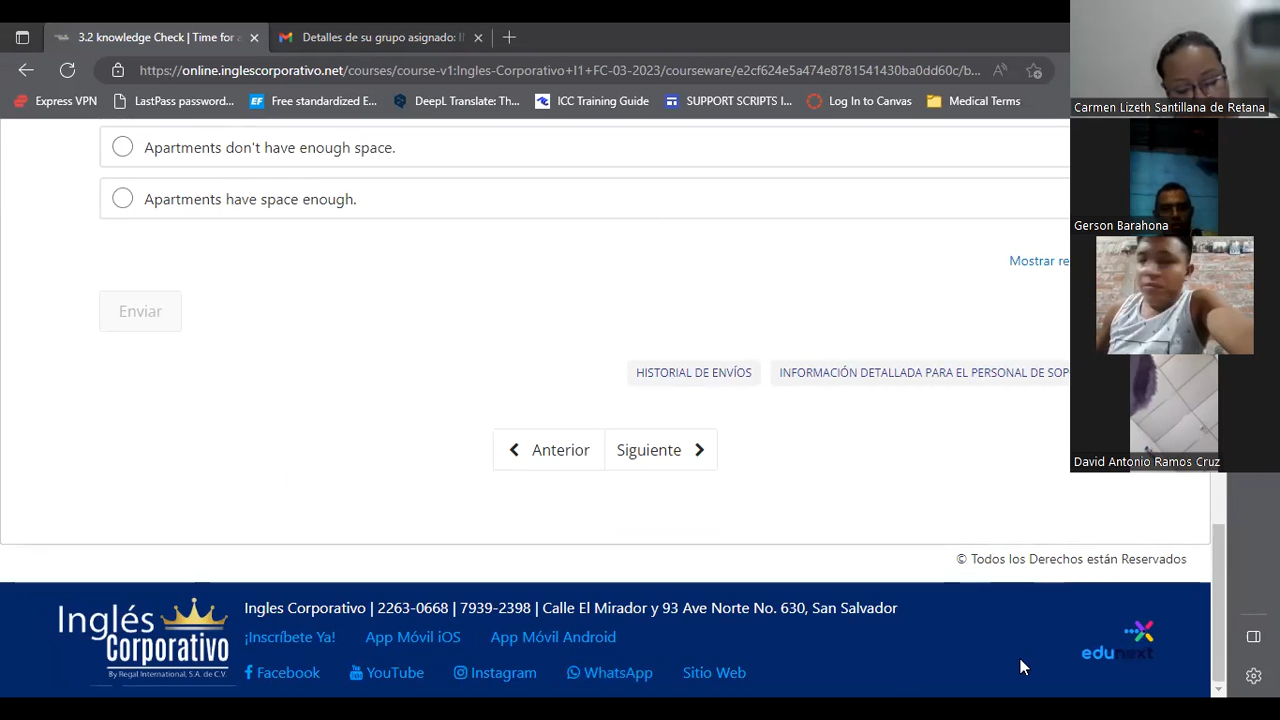 3.2 knowledge Check | Time for a
Detalles de su grupo asignado: I
https://online.inglescorporativo.net/courses/course-v1:Ingles-Corporativo+I1+FC-03-2023/courseware/e2cf624e5a474e8781541430ba0dd60c/b...
Express VPN
LastPass password...
EF Free standardized E...
DeepL Translate: Th...
ICC Training Guide
SUPPORT SCRIPTS I...
Log In to Canvas
Medical Terms
Carmen Lizeth Santillana de Retana
Apartments don't have enough space.
Apartments have space enough.
Gerson Barahona
Mostrar re
Enviar
HISTORIAL DE ENVÍOS
INFORMACIÓN DETALLADA PARA EL PERSONAL DE SOP
Anterior
Siguiente
David Antonio Ramos Cruz
© Todos los Derechos están Reservados
Inglés
Corporativo
By Regal International, S.A. de C.V.
Ingles Corporativo | 2263-0668 | 7939-2398 | Calle El Mirador y 93 Ave Norte No. 630, San Salvador
¡Inscríbete Ya!
App Móvil iOS
App Móvil Android
Facebook
YouTube
Instagram
WhatsApp
Sitio Web
edunext